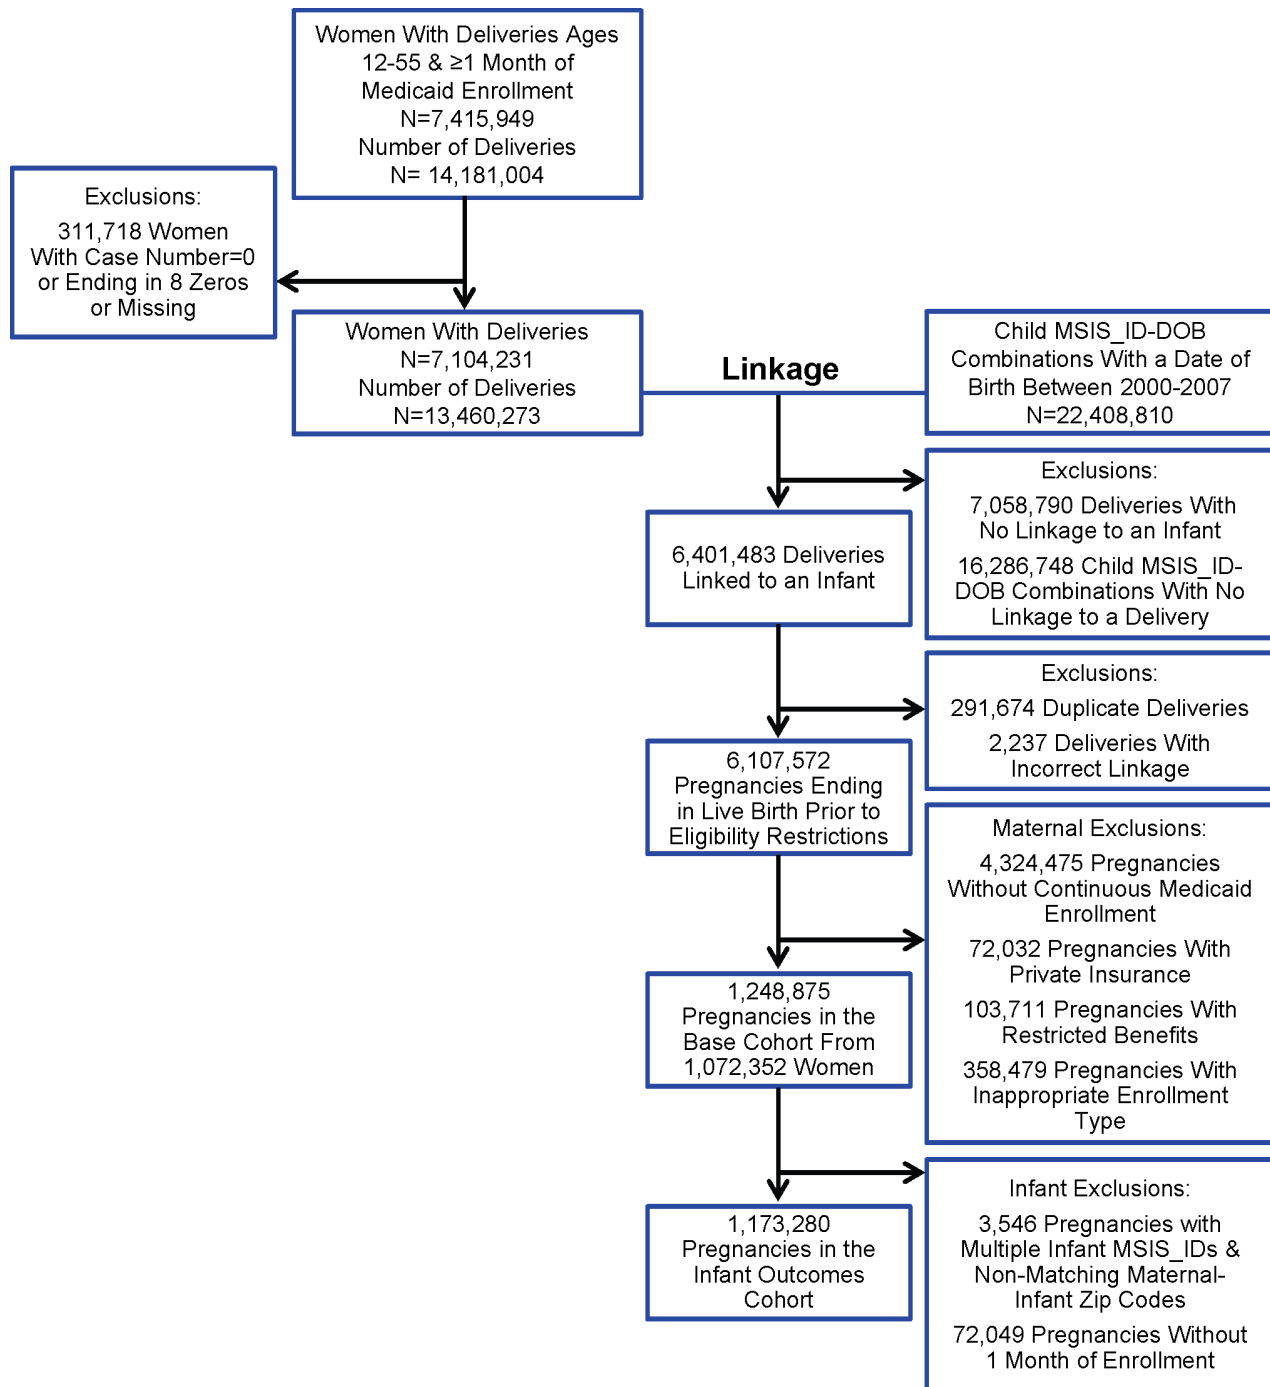 Women With Deliveries Ages
12-55 & ≥1 Month of
Medicaid Enrollment
N=7,415,949
Number of Deliveries
N= 14,181,004
Exclusions:
311,718 Women
With Case Number=0
or Ending in 8 Zeros
or Missing
Women With Deliveries
N=7,104,231
Number of Deliveries
N=13,460,273
Linkage
Child MSIS_ID-DOB
Combinations With a Date
of Birth Between 2000-2007
N=22,408,810
Exclusions:
7,058,790 Deliveries With
No Linkage to an Infant
16,286,748 Child MSIS_ID-
DOB Combinations With No
Linkage to a Delivery
6,401,483 Deliveries
Linked to an Infant
Exclusions:
291,674 Duplicate Deliveries
2,237 Deliveries With
Incorrect Linkage
6,107,572
Pregnancies Ending
in Live Birth Prior to
Eligibility Restrictions
Maternal Exclusions:
4,324,475 Pregnancies
Without Continuous Medicaid
Enrollment
72,032 Pregnancies With
Private Insurance
103,711 Pregnancies With
Restricted Benefits
358,479 Pregnancies With
Inappropriate Enrollment
Type
1,248,875
Pregnancies in the
Base Cohort From
1,072,352 Women
Infant Exclusions:
3,546 Pregnancies with
Multiple Infant MSIS_IDs &
Non-Matching Maternal-
Infant Zip Codes
72,049 Pregnancies Without
1 Month of Enrollment
1,173,280
Pregnancies in the
Infant Outcomes
Cohort